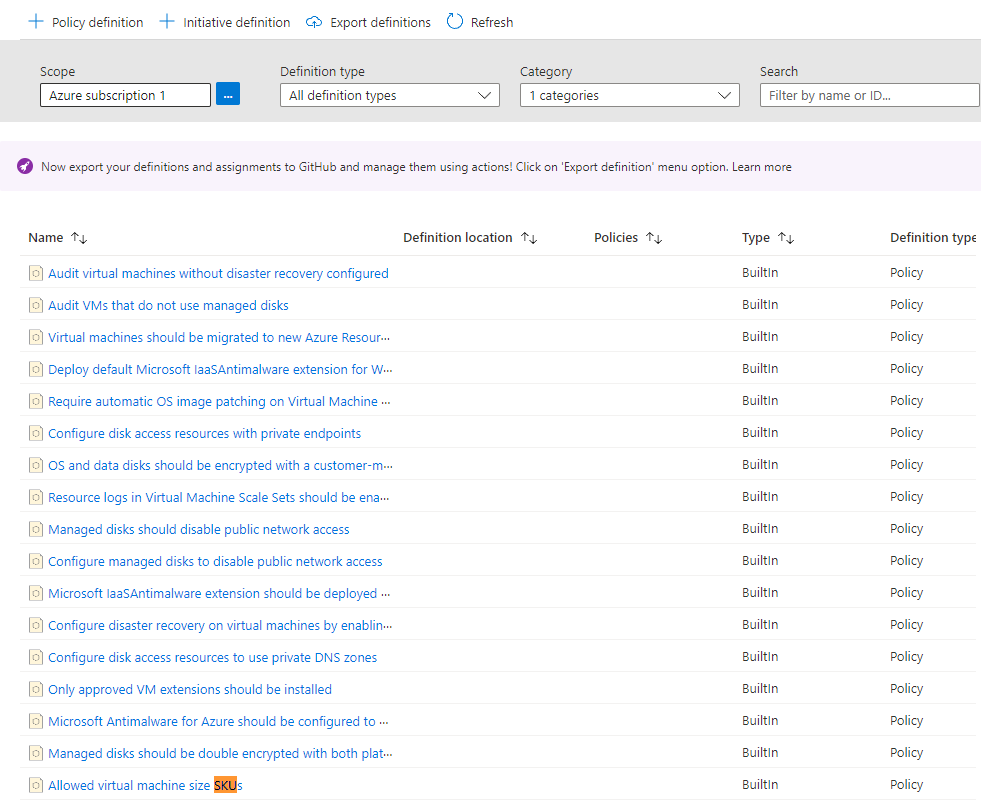 Policy definition Initiative definition Export definitions Refresh
Scope Definition type Category Search
Azure subscription 1 ... All definition types 1 categories Filter by name or ID...
Now export your definitions and assignments to GitHub and manage them using actions! Click on 'Export definition' menu option. Learn more
Name Definition location Policies Type Definition type
Audit virtual machines without disaster recovery configured BuiltIn Policy
Audit VMs that do not use managed disks BuiltIn Policy
Virtual machines should be migrated to new Azure Resour... BuiltIn Policy
Deploy default Microsoft IaaSAntimalware extension for W... BuiltIn Policy
Require automatic OS image patching on Virtual Machine ... BuiltIn Policy
Configure disk access resources with private endpoints BuiltIn Policy
OS and data disks should be encrypted with a customer-m... BuiltIn Policy
Resource logs in Virtual Machine Scale Sets should be ena... BuiltIn Policy
Managed disks should disable public network access BuiltIn Policy
Configure managed disks to disable public network access BuiltIn Policy
Microsoft IaaSAntimalware extension should be deployed ... BuiltIn Policy
Configure disaster recovery on virtual machines by enablin... BuiltIn Policy
Configure disk access resources to use private DNS zones BuiltIn Policy
Only approved VM extensions should be installed BuiltIn Policy
Microsoft Antimalware for Azure should be configured to ... BuiltIn Policy
Managed disks should be double encrypted with both plat... BuiltIn Policy
Allowed virtual machine size SKUs BuiltIn Policy